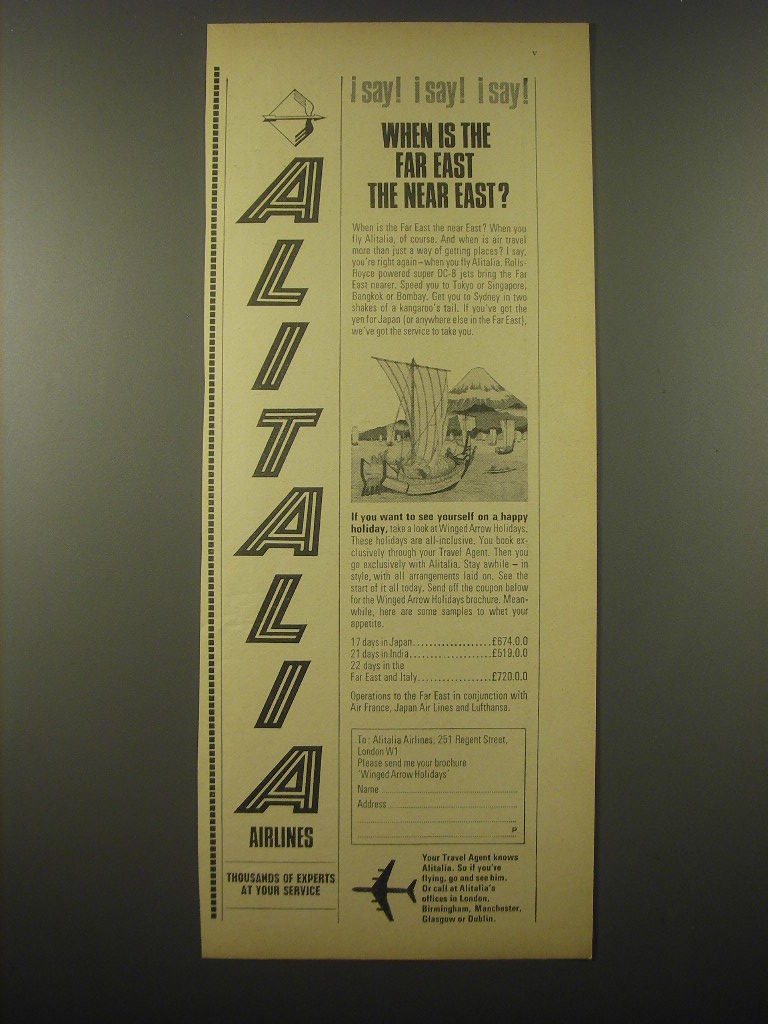 v
ALITALIA
AIRLINES
THOUSANDS OF EXPERTS
AT YOUR SERVICE
i say! i say! i say!
WHEN IS THE
FAR EAST
THE NEAR EAST?
When is the Far East the near East? When you
fly Alitalia, of course. And when is air travel
more than just a way of getting places? I say,
you're right again – when you fly Alitalia. Rolls-
Royce powered super DC-8 jets bring the Far
East nearer. Speed you to Tokyo or Singapore,
Bangkok or Bombay. Get you to Sydney in two
shakes of a kangaroo's tail. If you've got the
yen for Japan (or anywhere else in the Far East),
we've got the service to take you.
If you want to see yourself on a happy
holiday, take a look at Winged Arrow Holidays.
These holidays are all-inclusive. You book ex-
clusively through your Travel Agent. Then you
go exclusively with Alitalia. Stay awhile – in
style, with all arrangements laid on. See the
start of it all today. Send off the coupon below
for the Winged Arrow Holidays brochure. Mean-
while, here are some samples to whet your
appetite.
17 days in Japan..................£674.0.0
21 days in India..................£519.0.0
22 days in the
Far East and Italy.................£720.0.0
Operations to the Far East in conjunction with
Air France, Japan Air Lines and Lufthansa.
To: Alitalia Airlines, 251 Regent Street,
London W1
Please send me your brochure
'Winged Arrow Holidays'
Name
Address
P
Your Travel Agent knows
Alitalia. So if you're
flying, go and see him.
Or call at Alitalia's
offices in London,
Birmingham, Manchester,
Glasgow or Dublin.